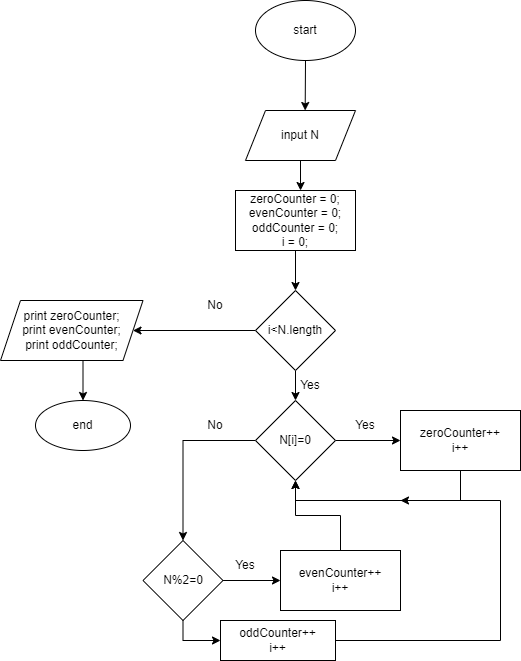 start
input N
zeroCounter = 0;
evenCounter = 0;
oddCounter = 0;
i = 0;
No
i<N.length
print zeroCounter;
print evenCounter;
print oddCounter;
Yes
end
No
N[i]=0
Yes
zeroCounter++
i++
N%2=0
Yes
evenCounter++
i++
oddCounter++
i++